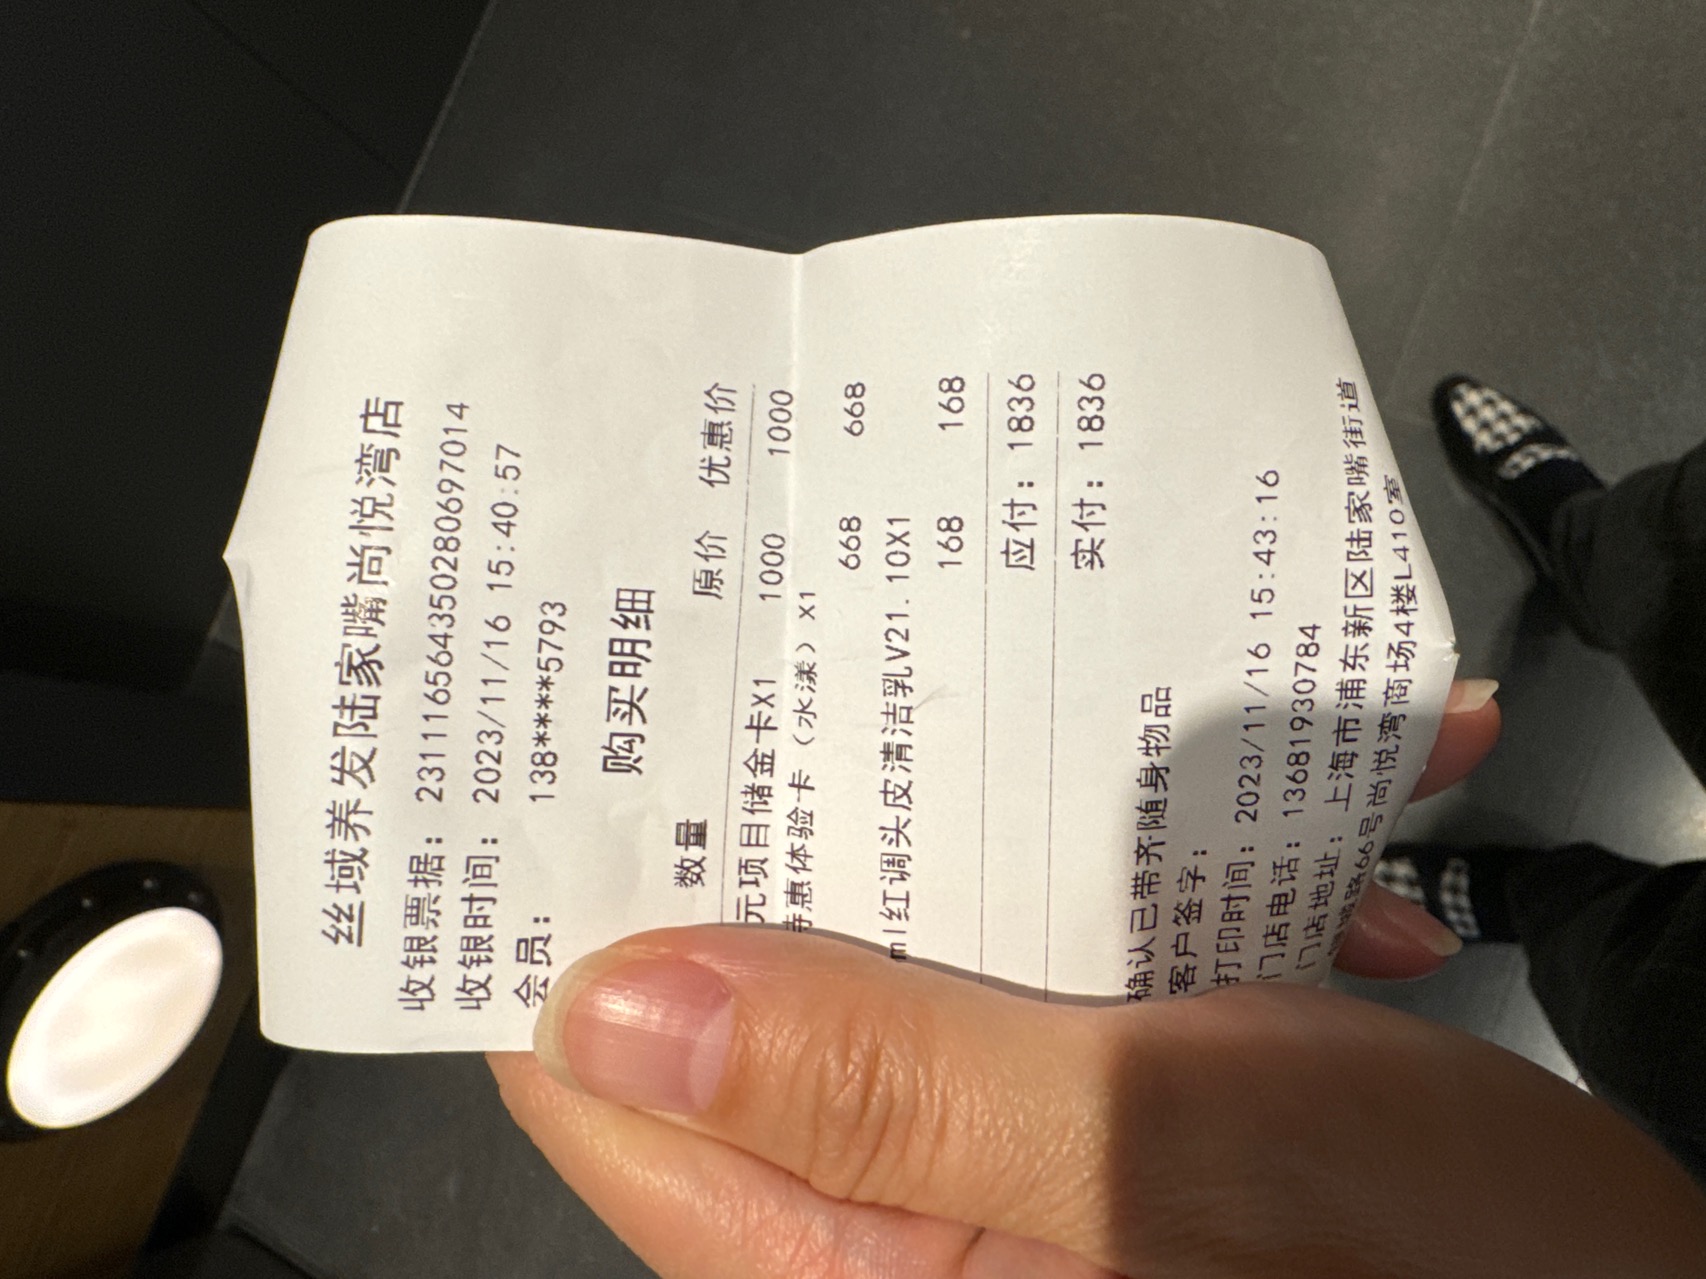 丝域养发陆家嘴尚悦湾店
收银票据: 23111656435028069​7014
收银时间: 2023/11/16 15:40:57
会员: 138****5793
购买明细
数量 原价 优惠价
元项目储金卡X1 1000 1000
特惠体验卡（水漾）X1
668 668
ml红调头皮清洁乳V21.10X1
168 168
应付: 1836
实付: 1836
确认已带齐随身物品
客户签字:
打印时间: 2023/11/16 15:43:16
门店电话: 13681930784
门店地址: 上海市浦东新区陆家嘴街道
路66号尚悦湾商场4楼L410室